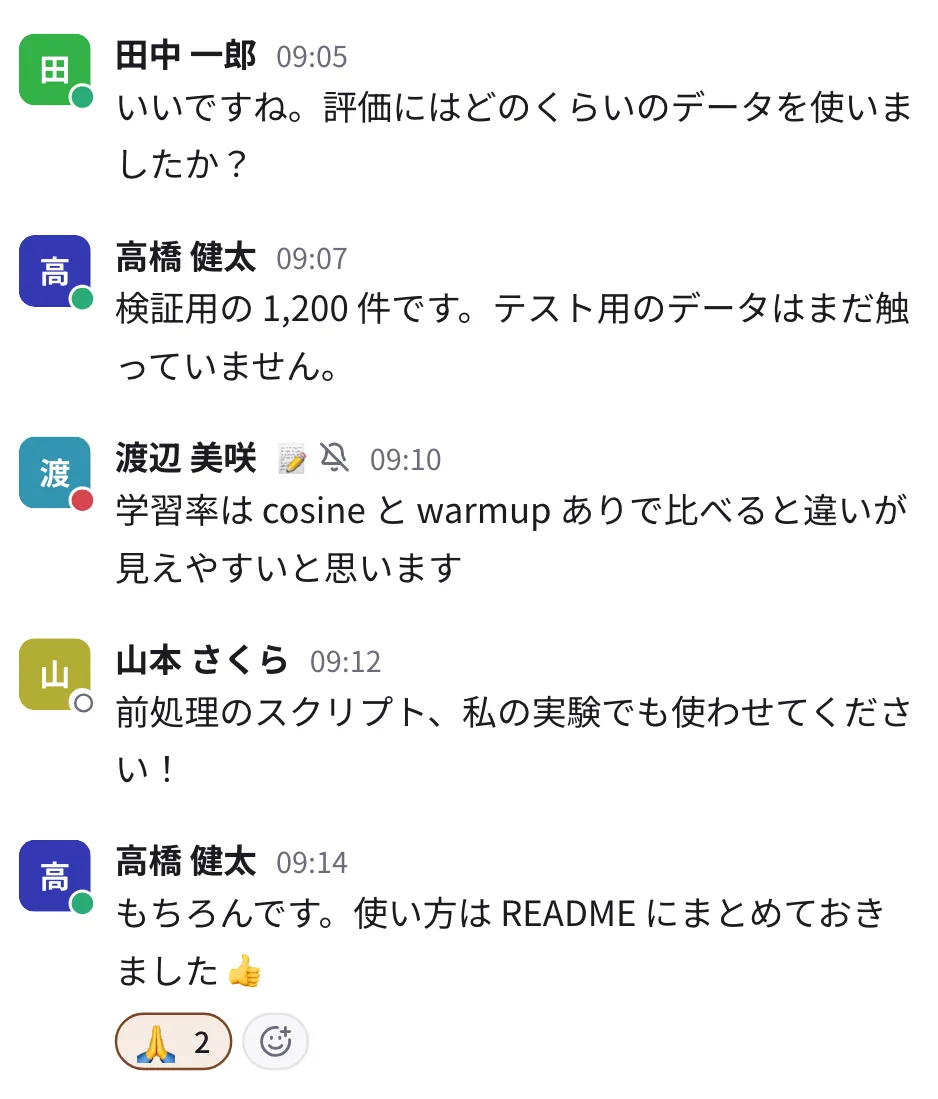 田
田中 一郎 09:05
いいですね。評価にはどのくらいのデータを使いま
したか？
高
高橋 健太 09:07
検証用の 1,200 件です。テスト用のデータはまだ触
っていません。
渡
渡辺 美咲 📝 09:10
学習率は cosine と warmup ありで比べると違いが
見えやすいと思います
山
山本 さくら 09:12
前処理のスクリプト、私の実験でも使わせてくださ
い！
高
高橋 健太 09:14
もちろんです。使い方は README にまとめておき
ました 👍
🙏 2